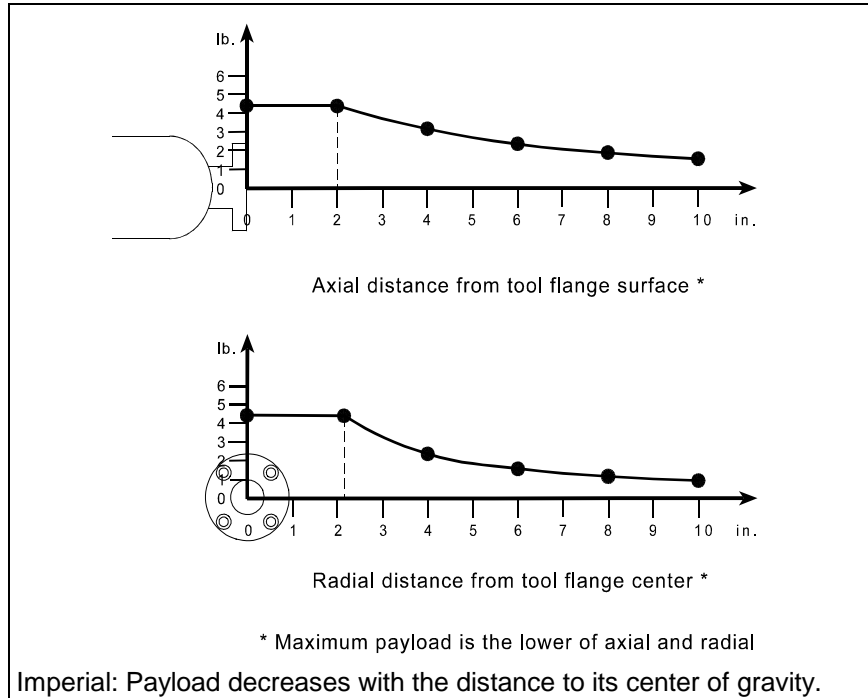 lb.
6
5
4
3
2
1
0
0 1 2 3 4 5 6 7 8 9 10 in.
Axial distance from tool flange surface *
lb.
6
5
4
3
2
1
0
0 1 2 3 4 5 6 7 8 9 10 in.
Radial distance from tool flange center *
* Maximum payload is the lower of axial and radial
Imperial: Payload decreases with the distance to its center of gravity.